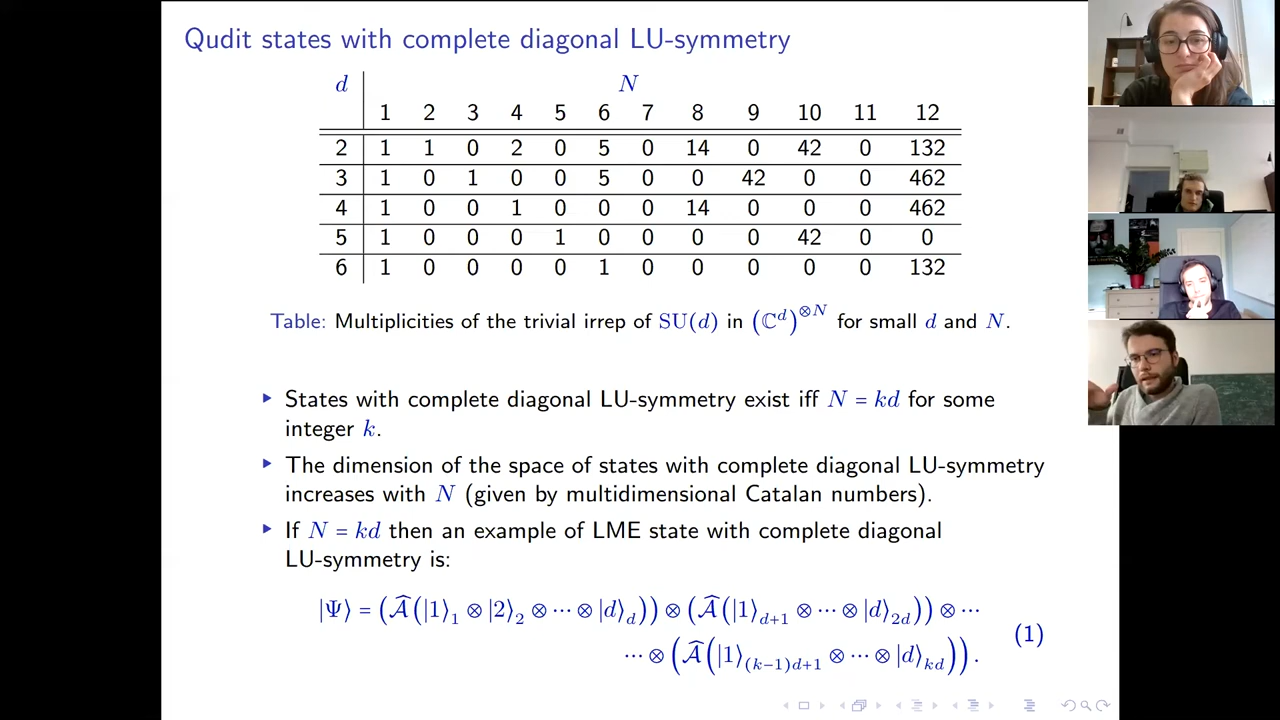 Qudit states with complete diagonal LU-symmetry
d N
1 2 3 4 5 6 7 8 9 10 11 12
2 1 1 0 2 0 5 0 14 0 42 0 132
3 1 0 1 0 0 5 0 0 42 0 0 462
4 1 0 0 1 0 0 0 14 0 0 0 462
5 1 0 0 0 1 0 0 0 0 42 0 0
6 1 0 0 0 0 1 0 0 0 0 0 132
Table: Multiplicities of the trivial irrep of SU(d) in (ℂ^d)^{⊗N} for small d and N.
▸ States with complete diagonal LU-symmetry exist iff N = kd for some
integer k.
▸ The dimension of the space of states with complete diagonal LU-symmetry
increases with N (given by multidimensional Catalan numbers).
▸ If N = kd then an example of LME state with complete diagonal
LU-symmetry is:
|Ψ⟩ = (𝒜̂(|1⟩_1 ⊗ |2⟩_2 ⊗ ⋯ ⊗ |d⟩_d)) ⊗ (𝒜̂(|1⟩_{d+1} ⊗ ⋯ ⊗ |d⟩_{2d})) ⊗ ⋯
(1)
⋯ ⊗ (𝒜̂(|1⟩_{(k−1)d+1} ⊗ ⋯ ⊗ |d⟩_{kd})).